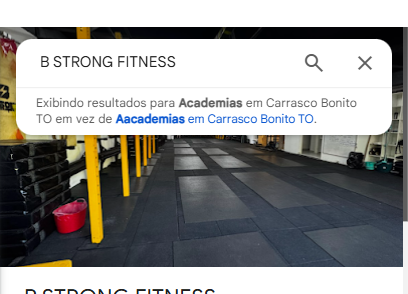 B STRONG FITNESS
Exibindo resultados para Academias em Carrasco Bonito
TO em vez de Aacademias em Carrasco Bonito TO.
B STRONG FITNESS